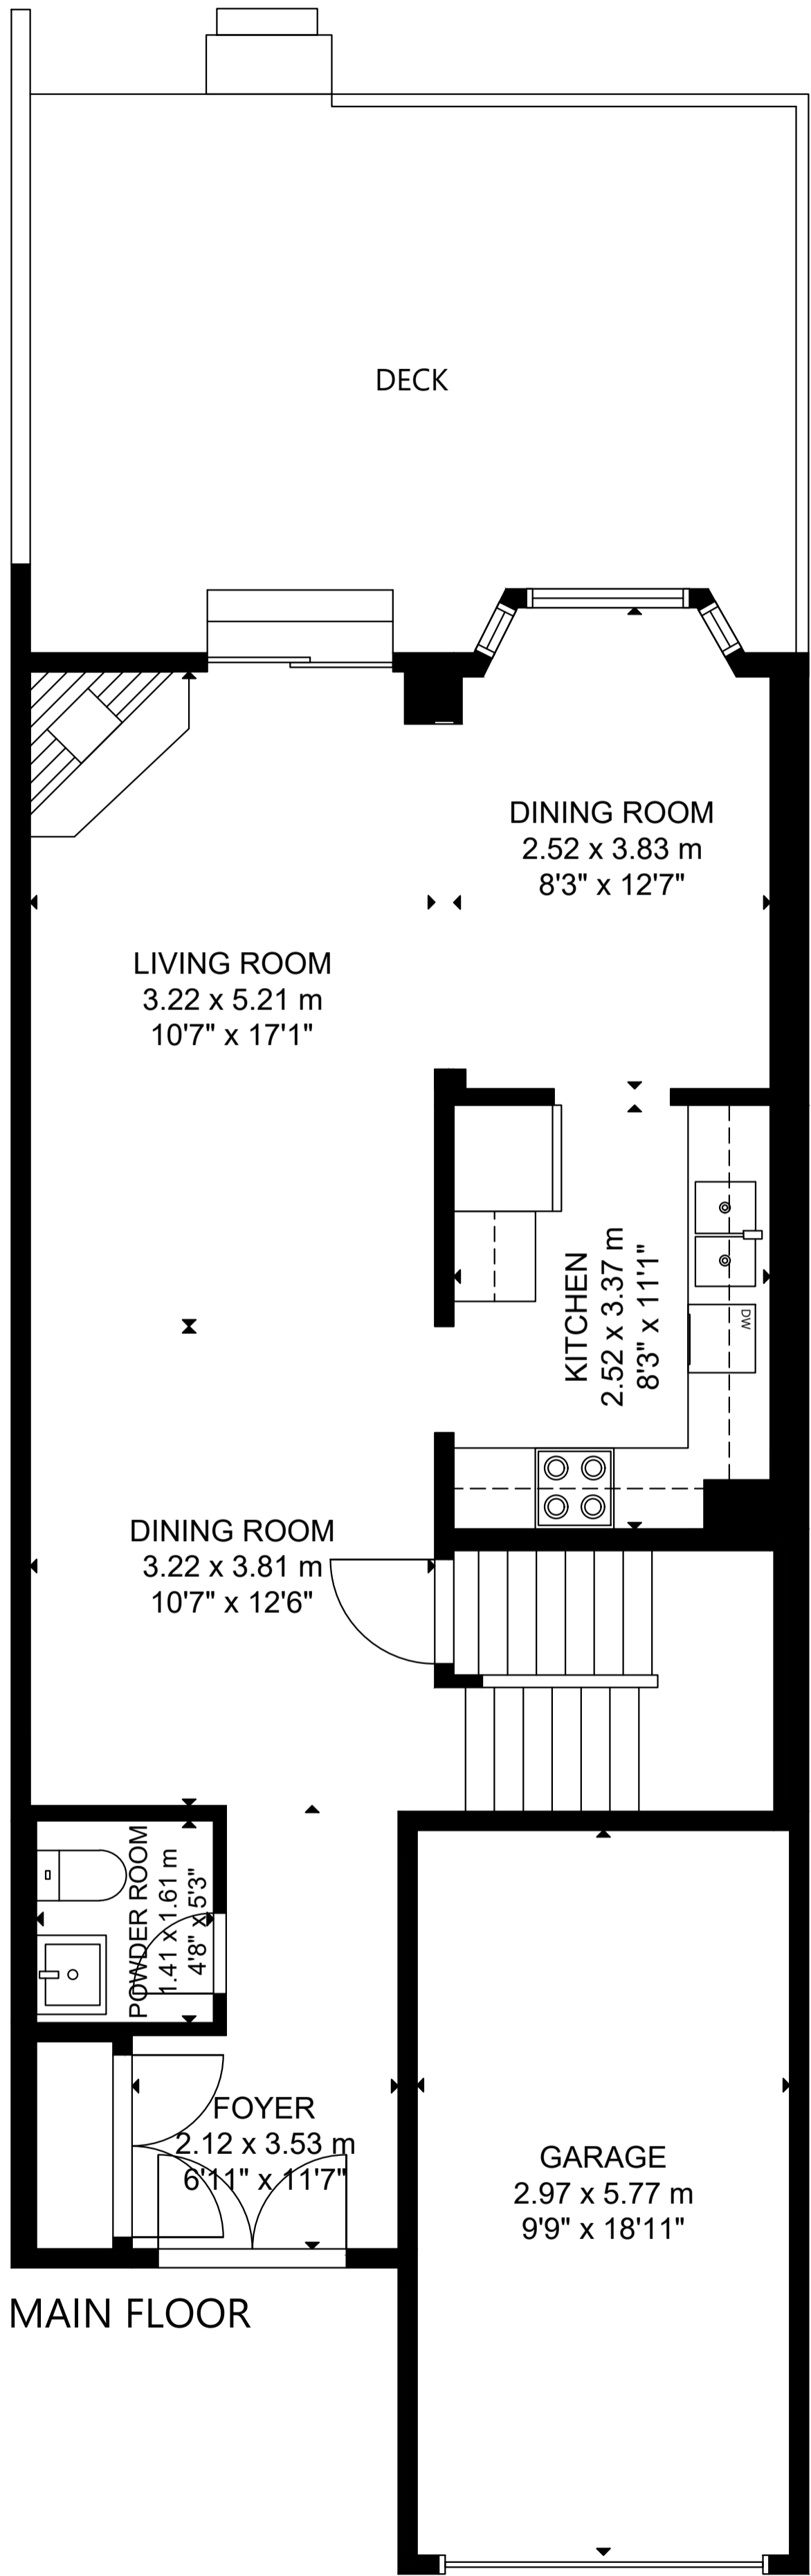 DECK
DINING ROOM
2.52 x 3.83 m
8'3" x 12'7"
LIVING ROOM
3.22 x 5.21 m
10'7" x 17'1"
KITCHEN
2.52 x 3.37 m
8'3" x 11'1"
DW
DINING ROOM
3.22 x 3.81 m
10'7" x 12'6"
POWDER ROOM
1.41 x 1.61 m
4'8" x 5'3"
FOYER
2.12 x 3.53 m
6'11" x 11'7"
GARAGE
2.97 x 5.77 m
9'9" x 18'11"
MAIN FLOOR